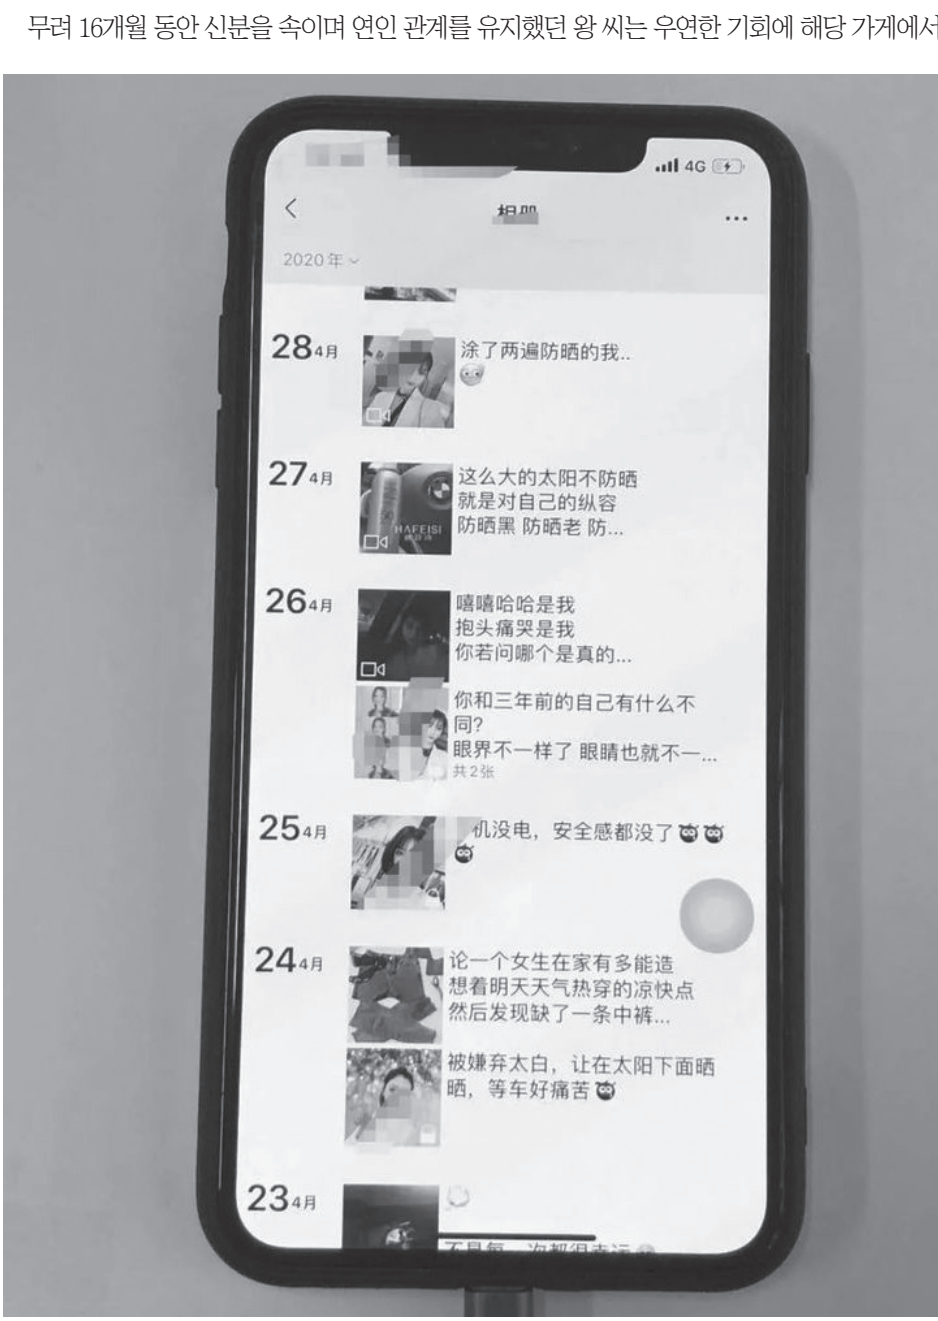 무려 16개월 동안 신분을 속이며 연인 관계를 유지했던 왕 씨는 우연한 기회에 해당 가게에서
4G
2020年
28 4月
涂了两遍防晒的我..
27 4月
这么大的太阳不防晒
就是对自己的纵容
防晒黑 防晒老 防...
HAFEISI
26 4月
嘻嘻哈哈是我
抱头痛哭是我
你若问哪个是真的...
你和三年前的自己有什么不
同?
眼界不一样了 眼睛也就不一...
共2张
25 4月
机没电，安全感都没了
24 4月
论一个女生在家有多能造
想着明天天气热穿的凉快点
然后发现缺了一条中裤...
被嫌弃太白，让在太阳下面晒
晒，等车好痛苦
23 4月